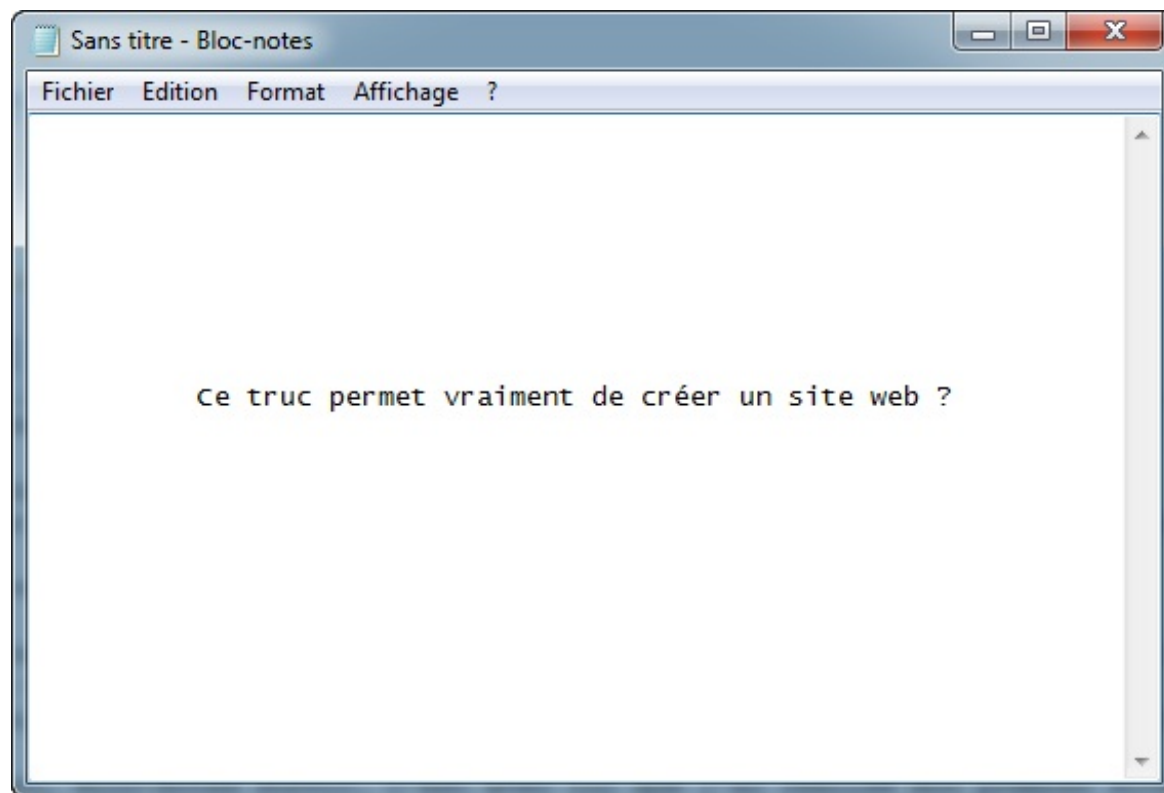 Sans titre - Bloc-notes
Fichier Edition Format Affichage ?
Ce truc permet vraiment de créer un site web ?